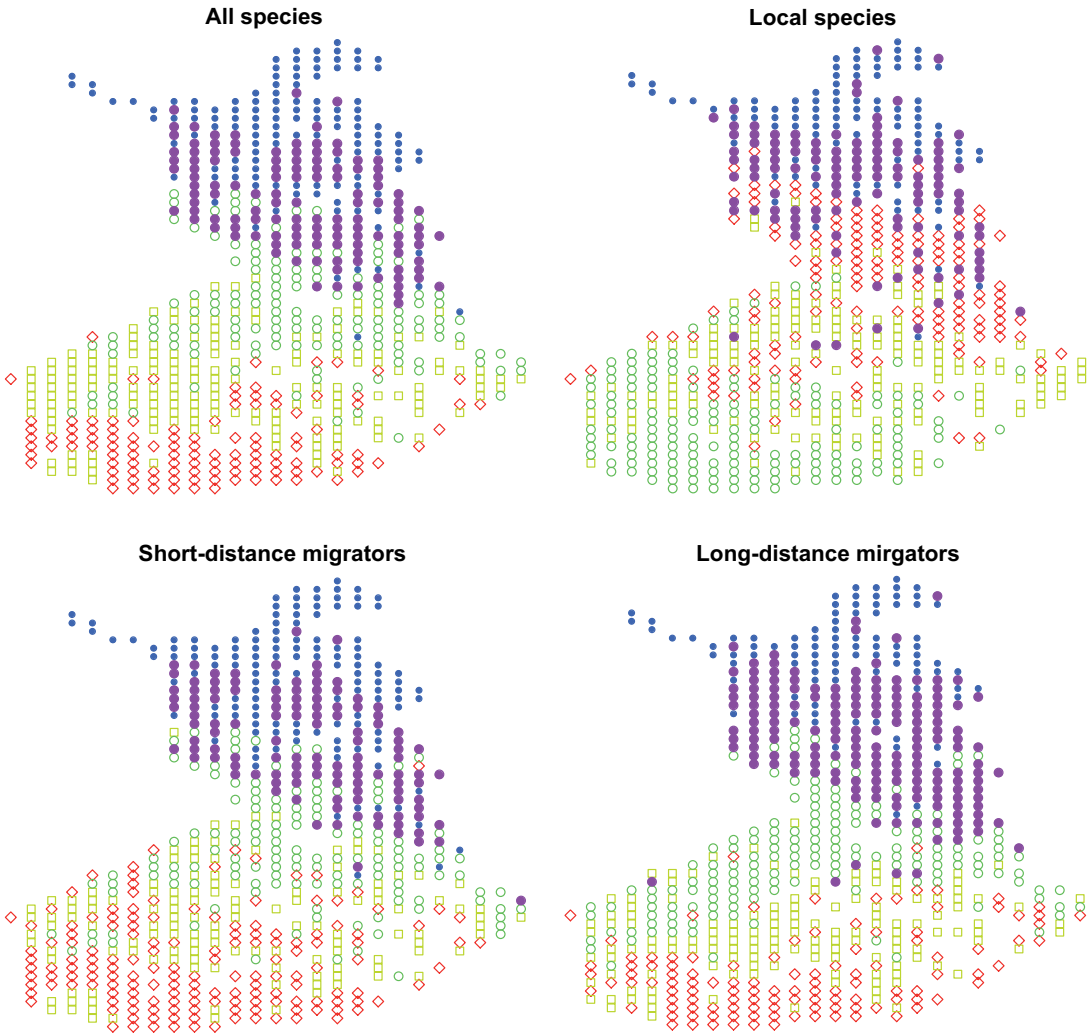 All species
Local species
Short-distance migrators
Long-distance mirgators